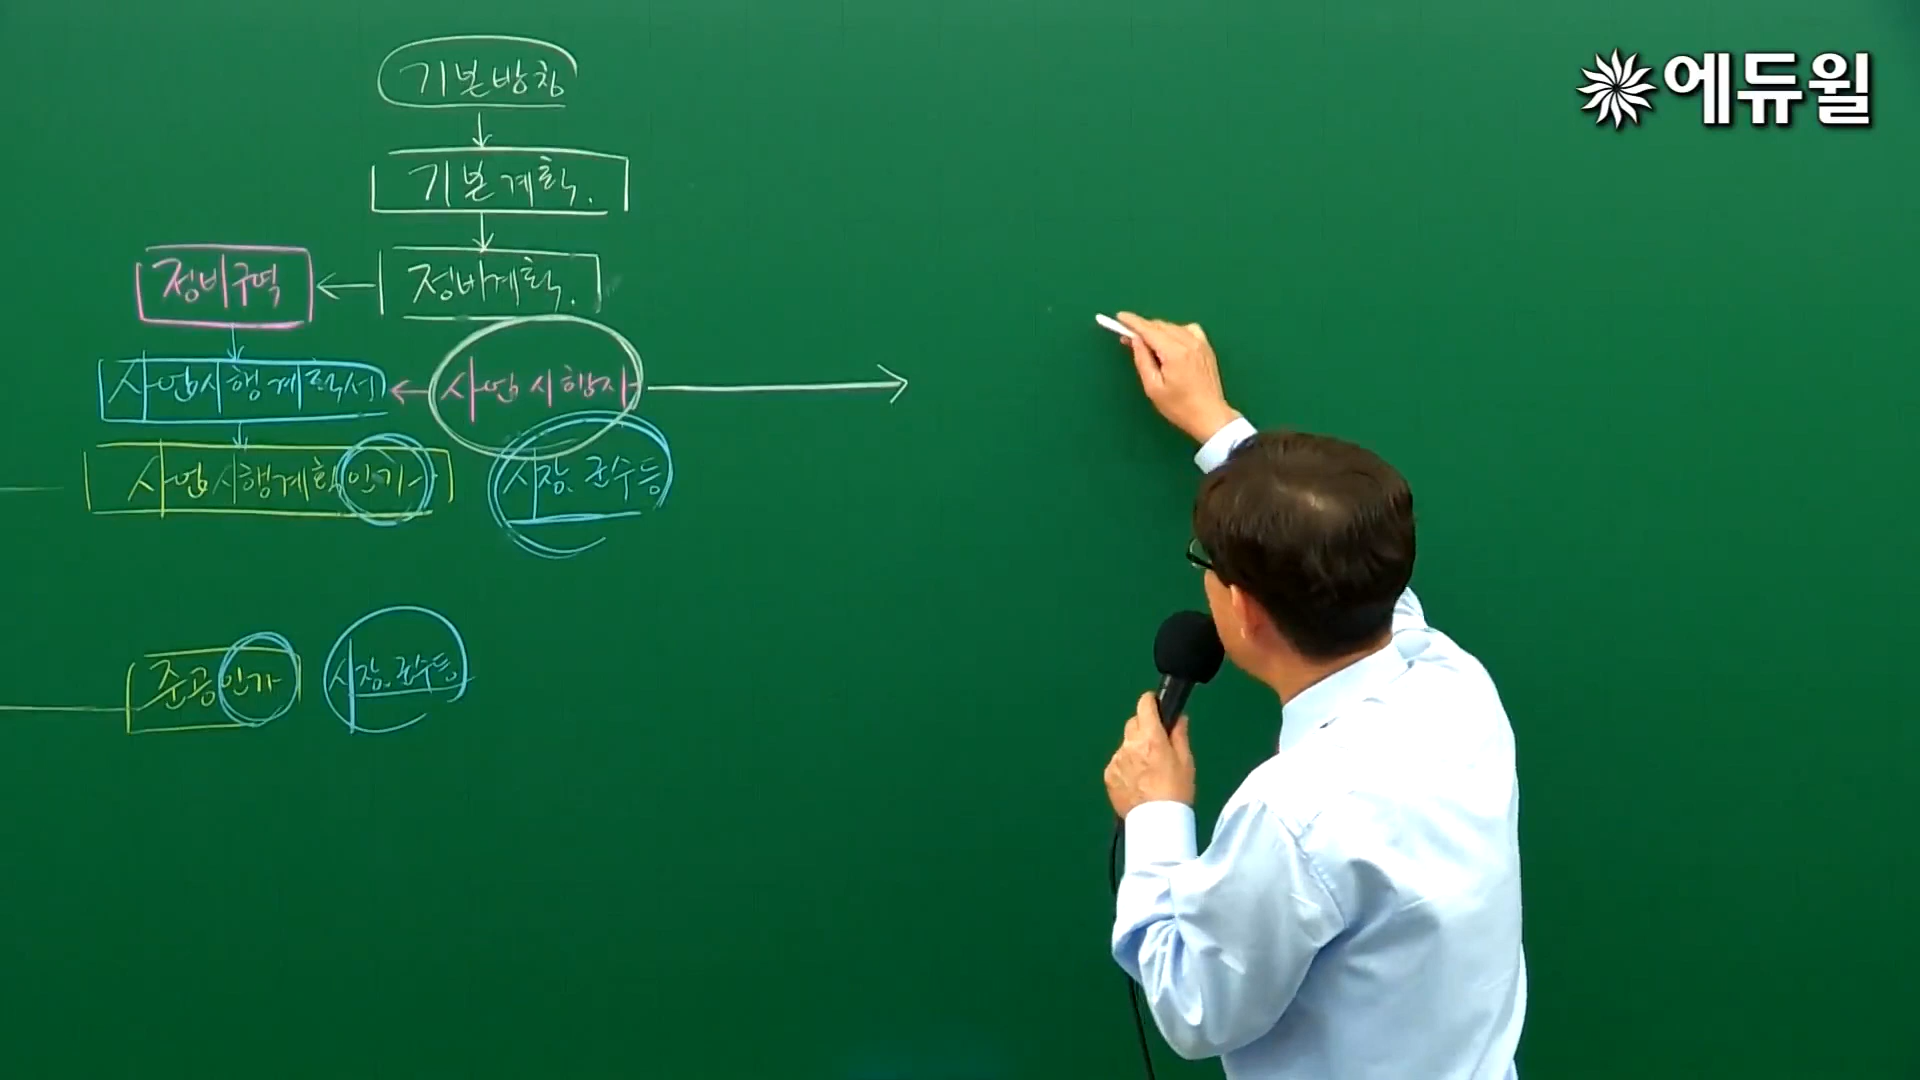 기본방침
에듀윌
기본계획.
정비구역 정비계획.
사업시행계획서 사업시행자
사업시행계획인가 시장.군수등
준공인가 시장.군수등